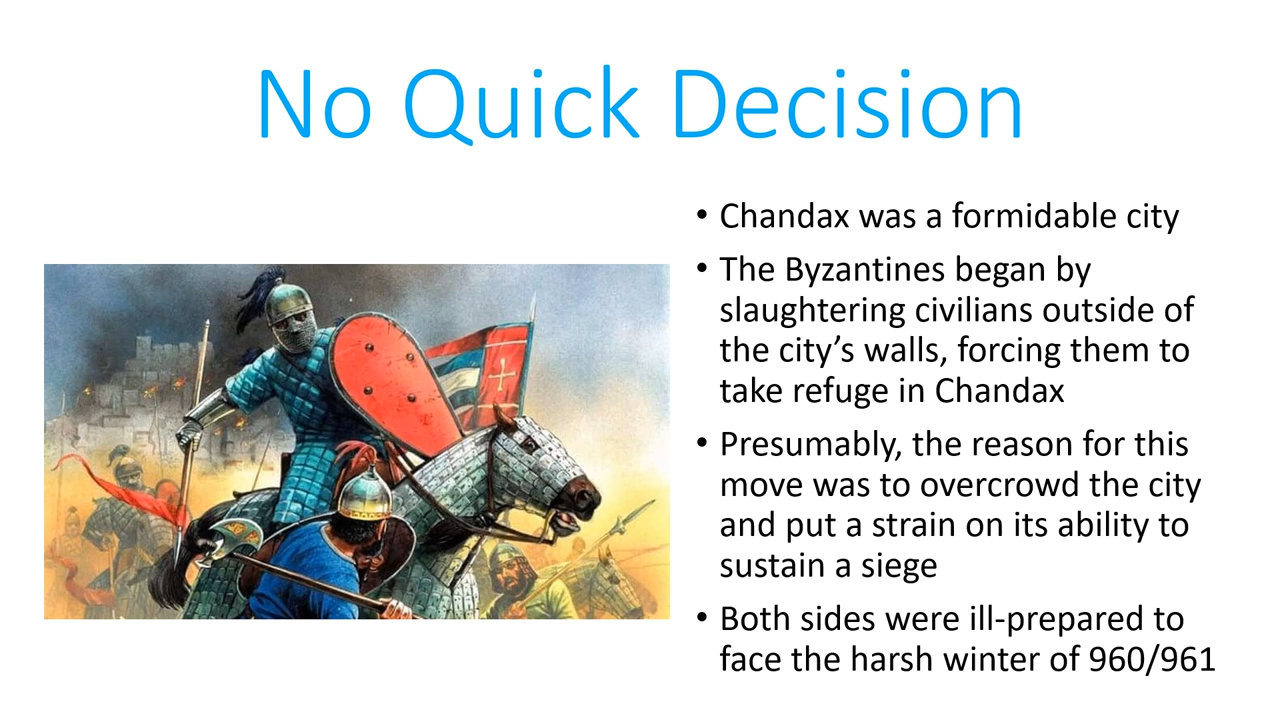 No Quick Decision
• Chandax was a formidable city
• The Byzantines began by
slaughtering civilians outside of
the city’s walls, forcing them to
take refuge in Chandax
• Presumably, the reason for this
move was to overcrowd the city
and put a strain on its ability to
sustain a siege
• Both sides were ill-prepared to
face the harsh winter of 960/961